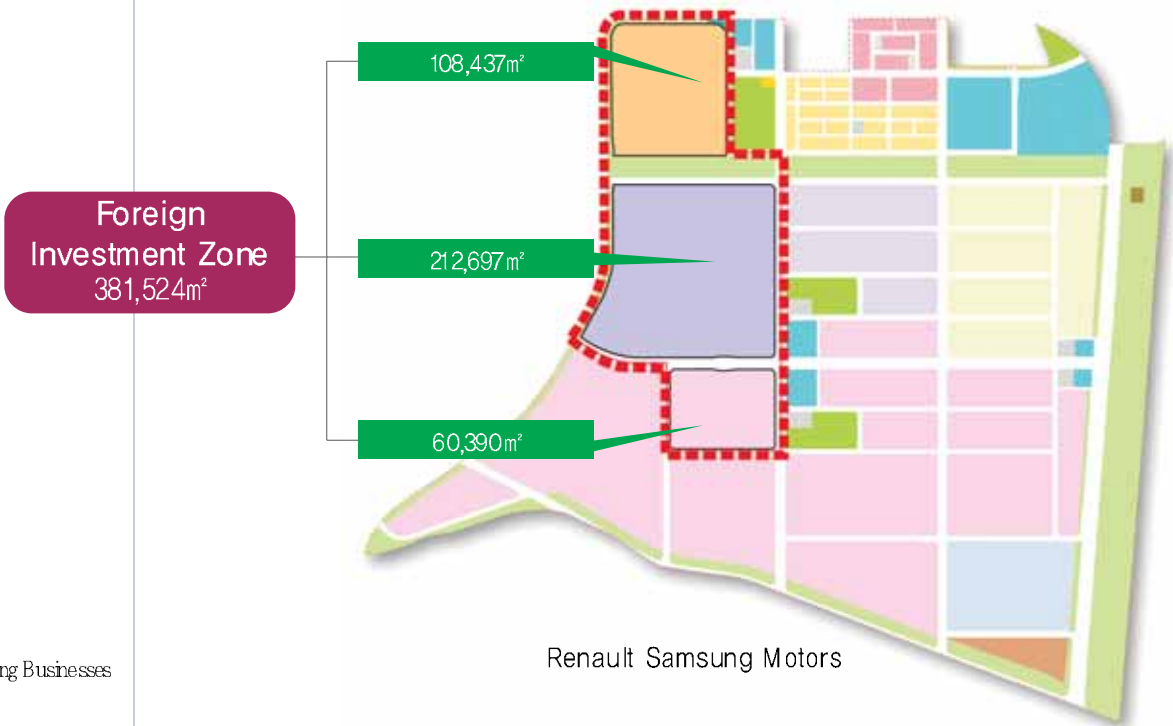 108,437m²
Foreign
Investment Zone
381,524m²
212,697m²
60,390m²
Renault Samsung Motors
ng Businesses